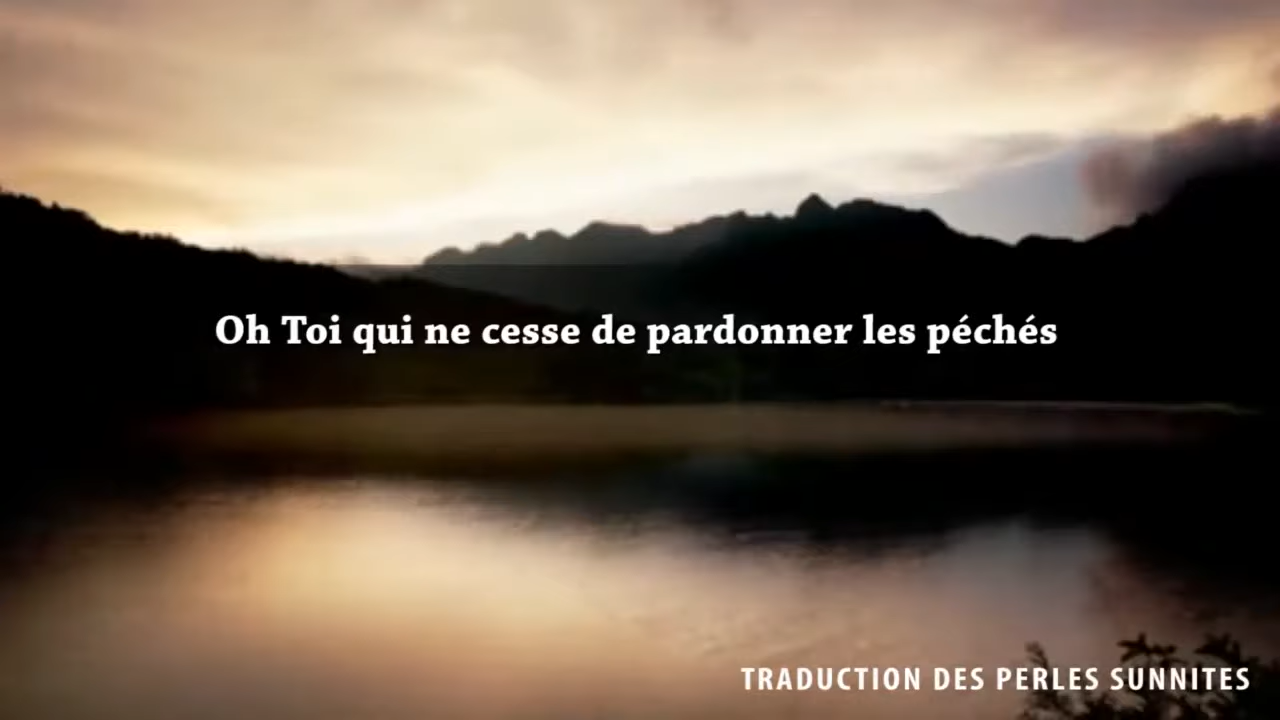 Oh Toi qui ne cesse de pardonner les péchés
TRADUCTION DES PERLES SUNNITES